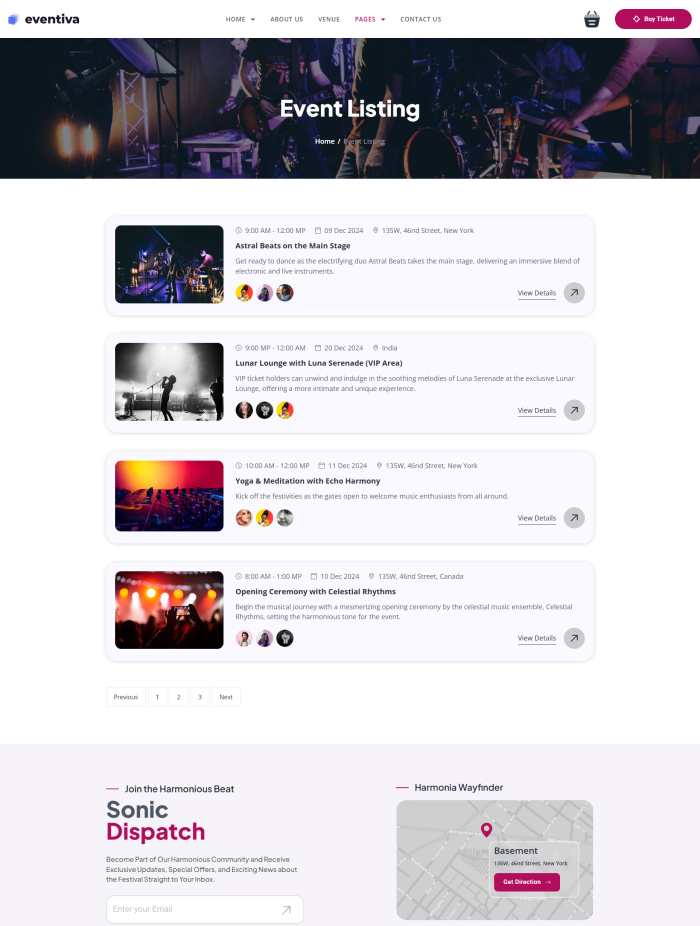 eventiva
HOME
ABOUT US
VENUE
PAGES
CONTACT US
Buy Ticket
Event Listing
Home / Event Listing
9:00 AM - 12:00 MP 09 Dec 2024 135W, 46nd Street, New York
Astral Beats on the Main Stage
Get ready to dance as the electrifying duo Astral Beats takes the main stage, delivering an immersive blend of
electronic and live instruments.
View Details
9:00 MP - 12:00 AM 20 Dec 2024 India
Lunar Lounge with Luna Serenade (VIP Area)
VIP ticket holders can unwind and indulge in the soothing melodies of Luna Serenade at the exclusive Lunar
Lounge, offering a more intimate and unique experience.
View Details
10:00 AM - 12:00 MP 11 Dec 2024 135W, 46nd Street, New York
Yoga & Meditation with Echo Harmony
Kick off the festivities as the gates open to welcome music enthusiasts from all around.
View Details
8:00 AM - 1:00 MP 10 Dec 2024 135W, 46nd Street, Canada
Opening Ceremony with Celestial Rhythms
Begin the musical journey with a mesmerizing opening ceremony by the celestial music ensemble, Celestial
Rhythms, setting the harmonious tone for the event.
View Details
Previous 1 2 3 Next
Join the Harmonious Beat
Sonic
Dispatch
Become Part of Our Harmonious Community and Receive
Exclusive Updates, Special Offers, and Exciting News about
the Festival Straight to Your Inbox.
Enter your Email
Harmonia Wayfinder
Basement
135W, 46nd Street, New York
Get Direction